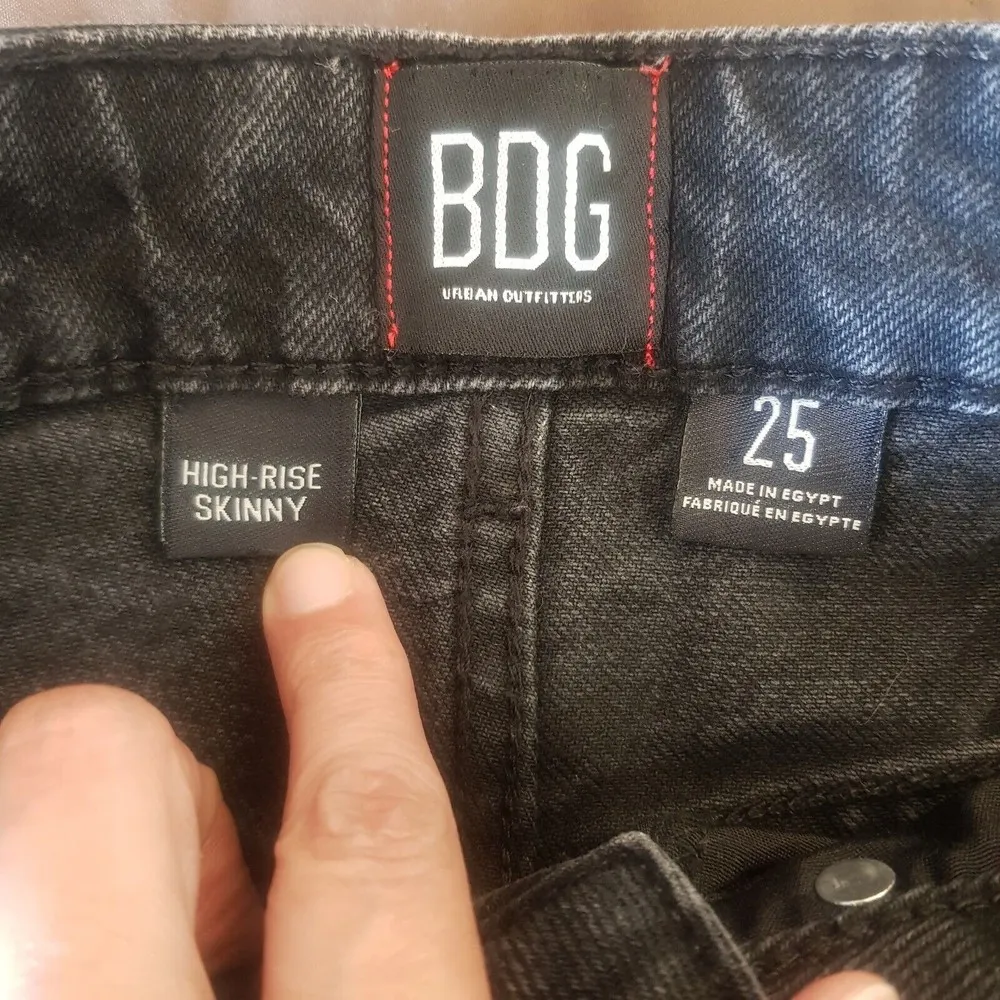 BDG
URBAN OUTFITTERS
HIGH-RISE
SKINNY
25
MADE IN EGYPT
FABRIQUÉ EN EGYPTE